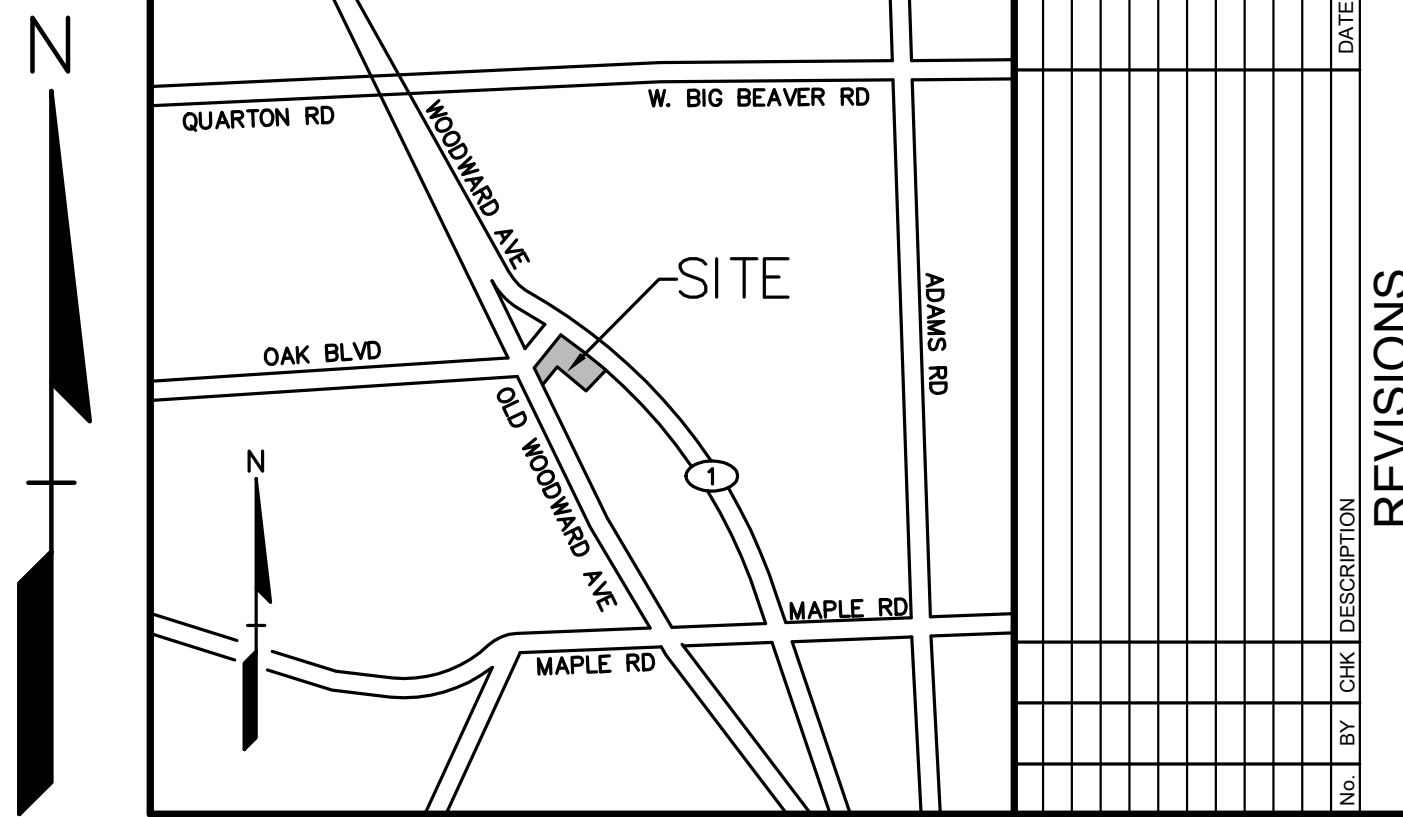 N
QUARTON RD
W. BIG BEAVER RD
WOODWARD AVE
SITE
ADAMS RD
OAK BLVD
OLD WOODWARD AVE
N
1
MAPLE RD
MAPLE RD
No. BY CHK DESCRIPTION DATE
REVISIONS